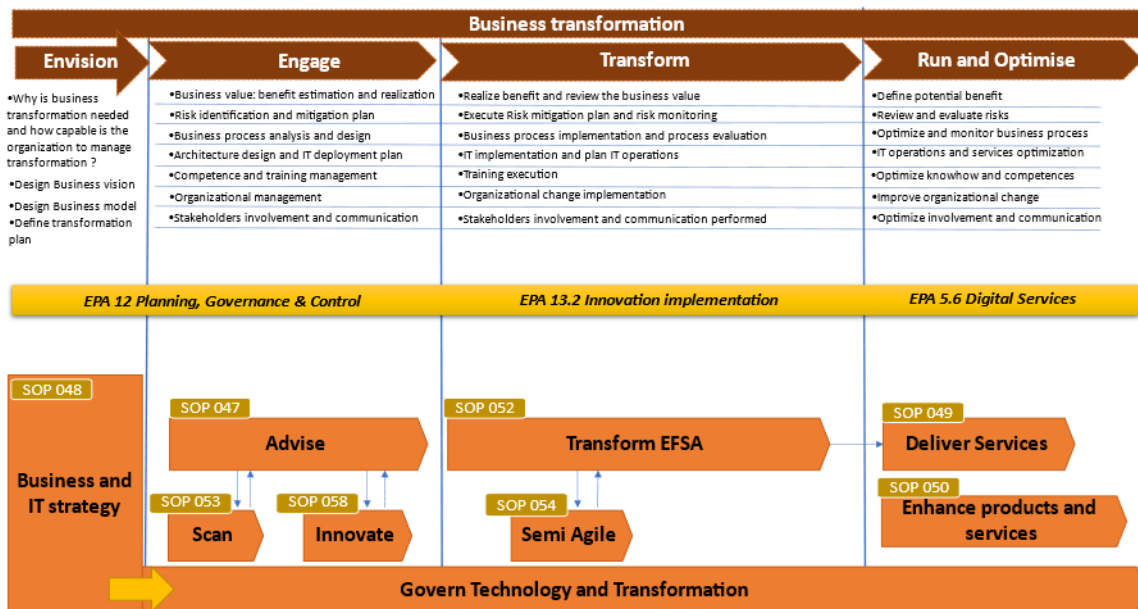 Business transformation
Envision
Engage
Transform
Run and Optimise
•Why is business
transformation needed
and how capable is the
organization to manage
transformation ?
•Design Business vision
•Design Business model
•Define transformation
plan
•Business value: benefit estimation and realization
•Risk identification and mitigation plan
•Business process analysis and design
•Architecture design and IT deployment plan
•Competence and training management
•Organizational management
•Stakeholders involvement and communication
•Realize benefit and review the business value
•Execute Risk mitigation plan and risk monitoring
•Business process implementation and process evaluation
•IT implementation and plan IT operations
•Training execution
•Organizational change implementation
•Stakeholders involvement and communication performed
•Define potential benefit
•Review and evaluate risks
•Optimize and monitor business process
•IT operations and services optimization
•Optimize knowhow and competences
•Improve organizational change
•Optimize involvement and communication
EPA 12 Planning, Governance & Control
EPA 13.2 Innovation implementation
EPA 5.6 Digital Services
SOP 048
Business and
IT strategy
SOP 047
Advise
SOP 053
Scan
SOP 058
Innovate
SOP 052
Transform EFSA
SOP 054
Semi Agile
SOP 049
Deliver Services
SOP 050
Enhance products and
services
Govern Technology and Transformation